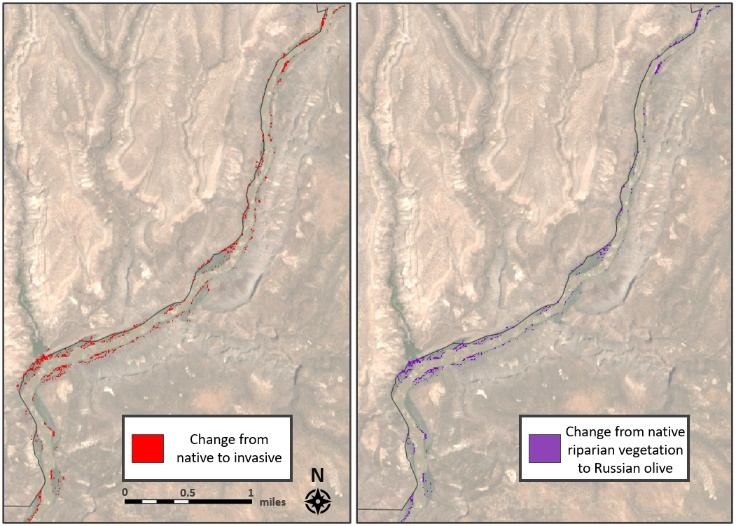 Change from
native to invasive
N
0 0.5 1
miles
Change from native
riparian vegetation
to Russian olive